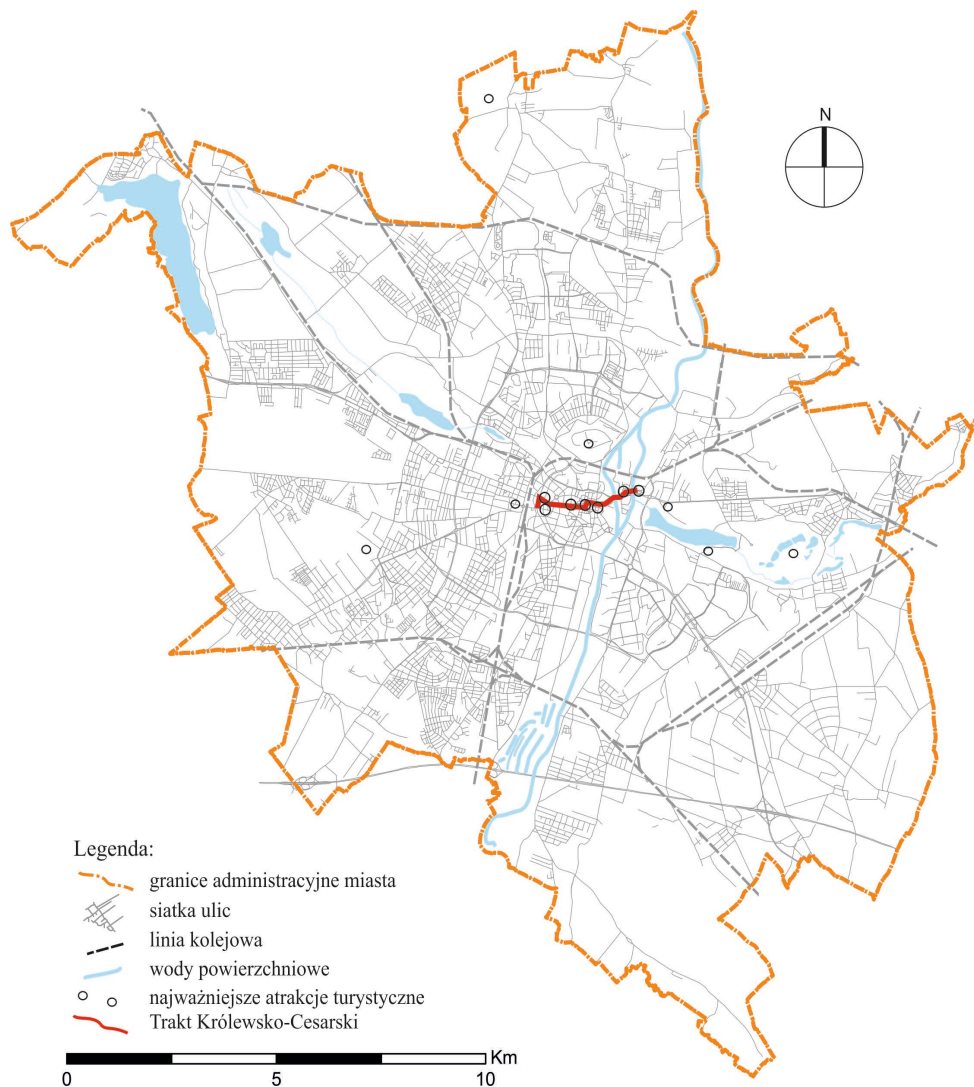 N
Legenda:
granice administracyjne miasta
siatka ulic
linia kolejowa
wody powierzchniowe
najważniejsze atrakcje turystyczne
Trakt Królewsko-Cesarski
Km
0 5 10